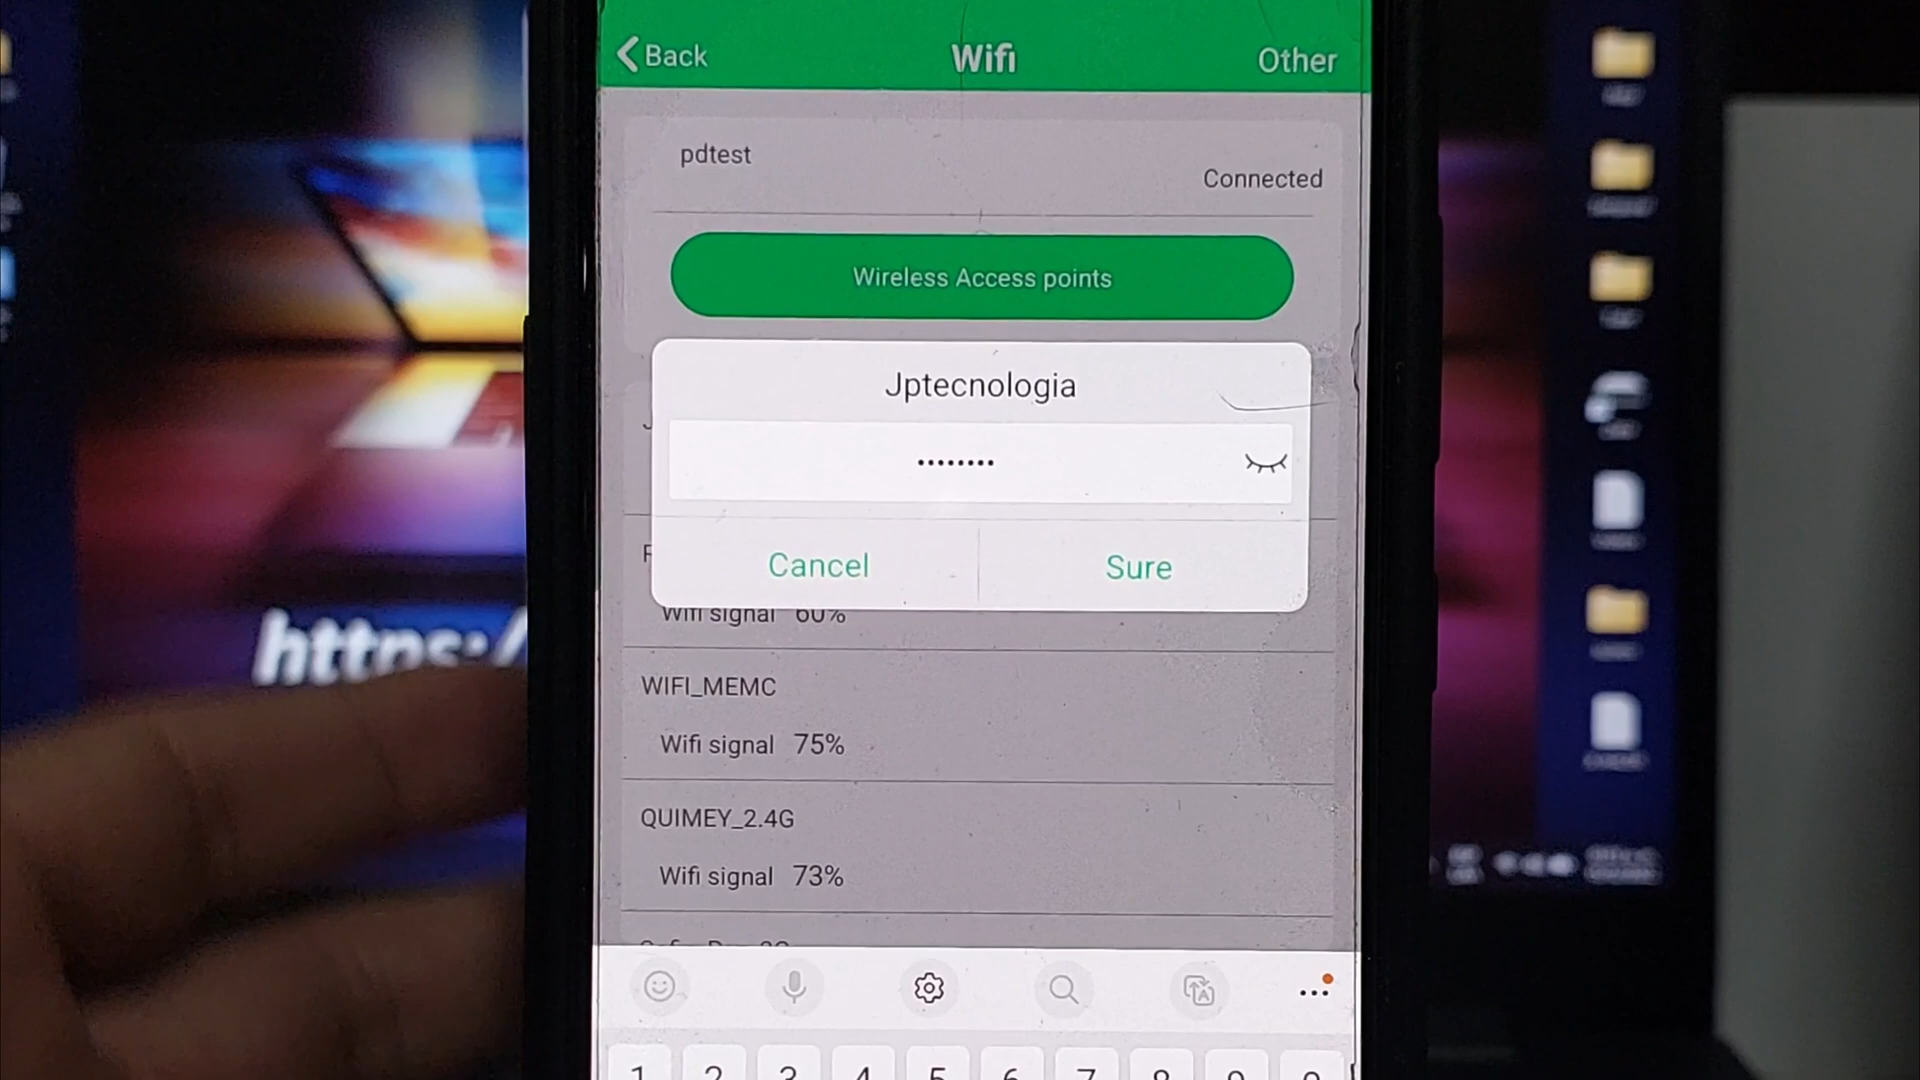 Back
Wifi
Other
pdtest
Connected
Wireless Access points
Jptecnologia
••••••••
Cancel
Sure
Wifi signal 60%
WIFI_MEMC
Wifi signal 75%
QUIMEY_2.4G
Wifi signal 73%
https:/
1 2 3 4 5 6 7 8 9 0